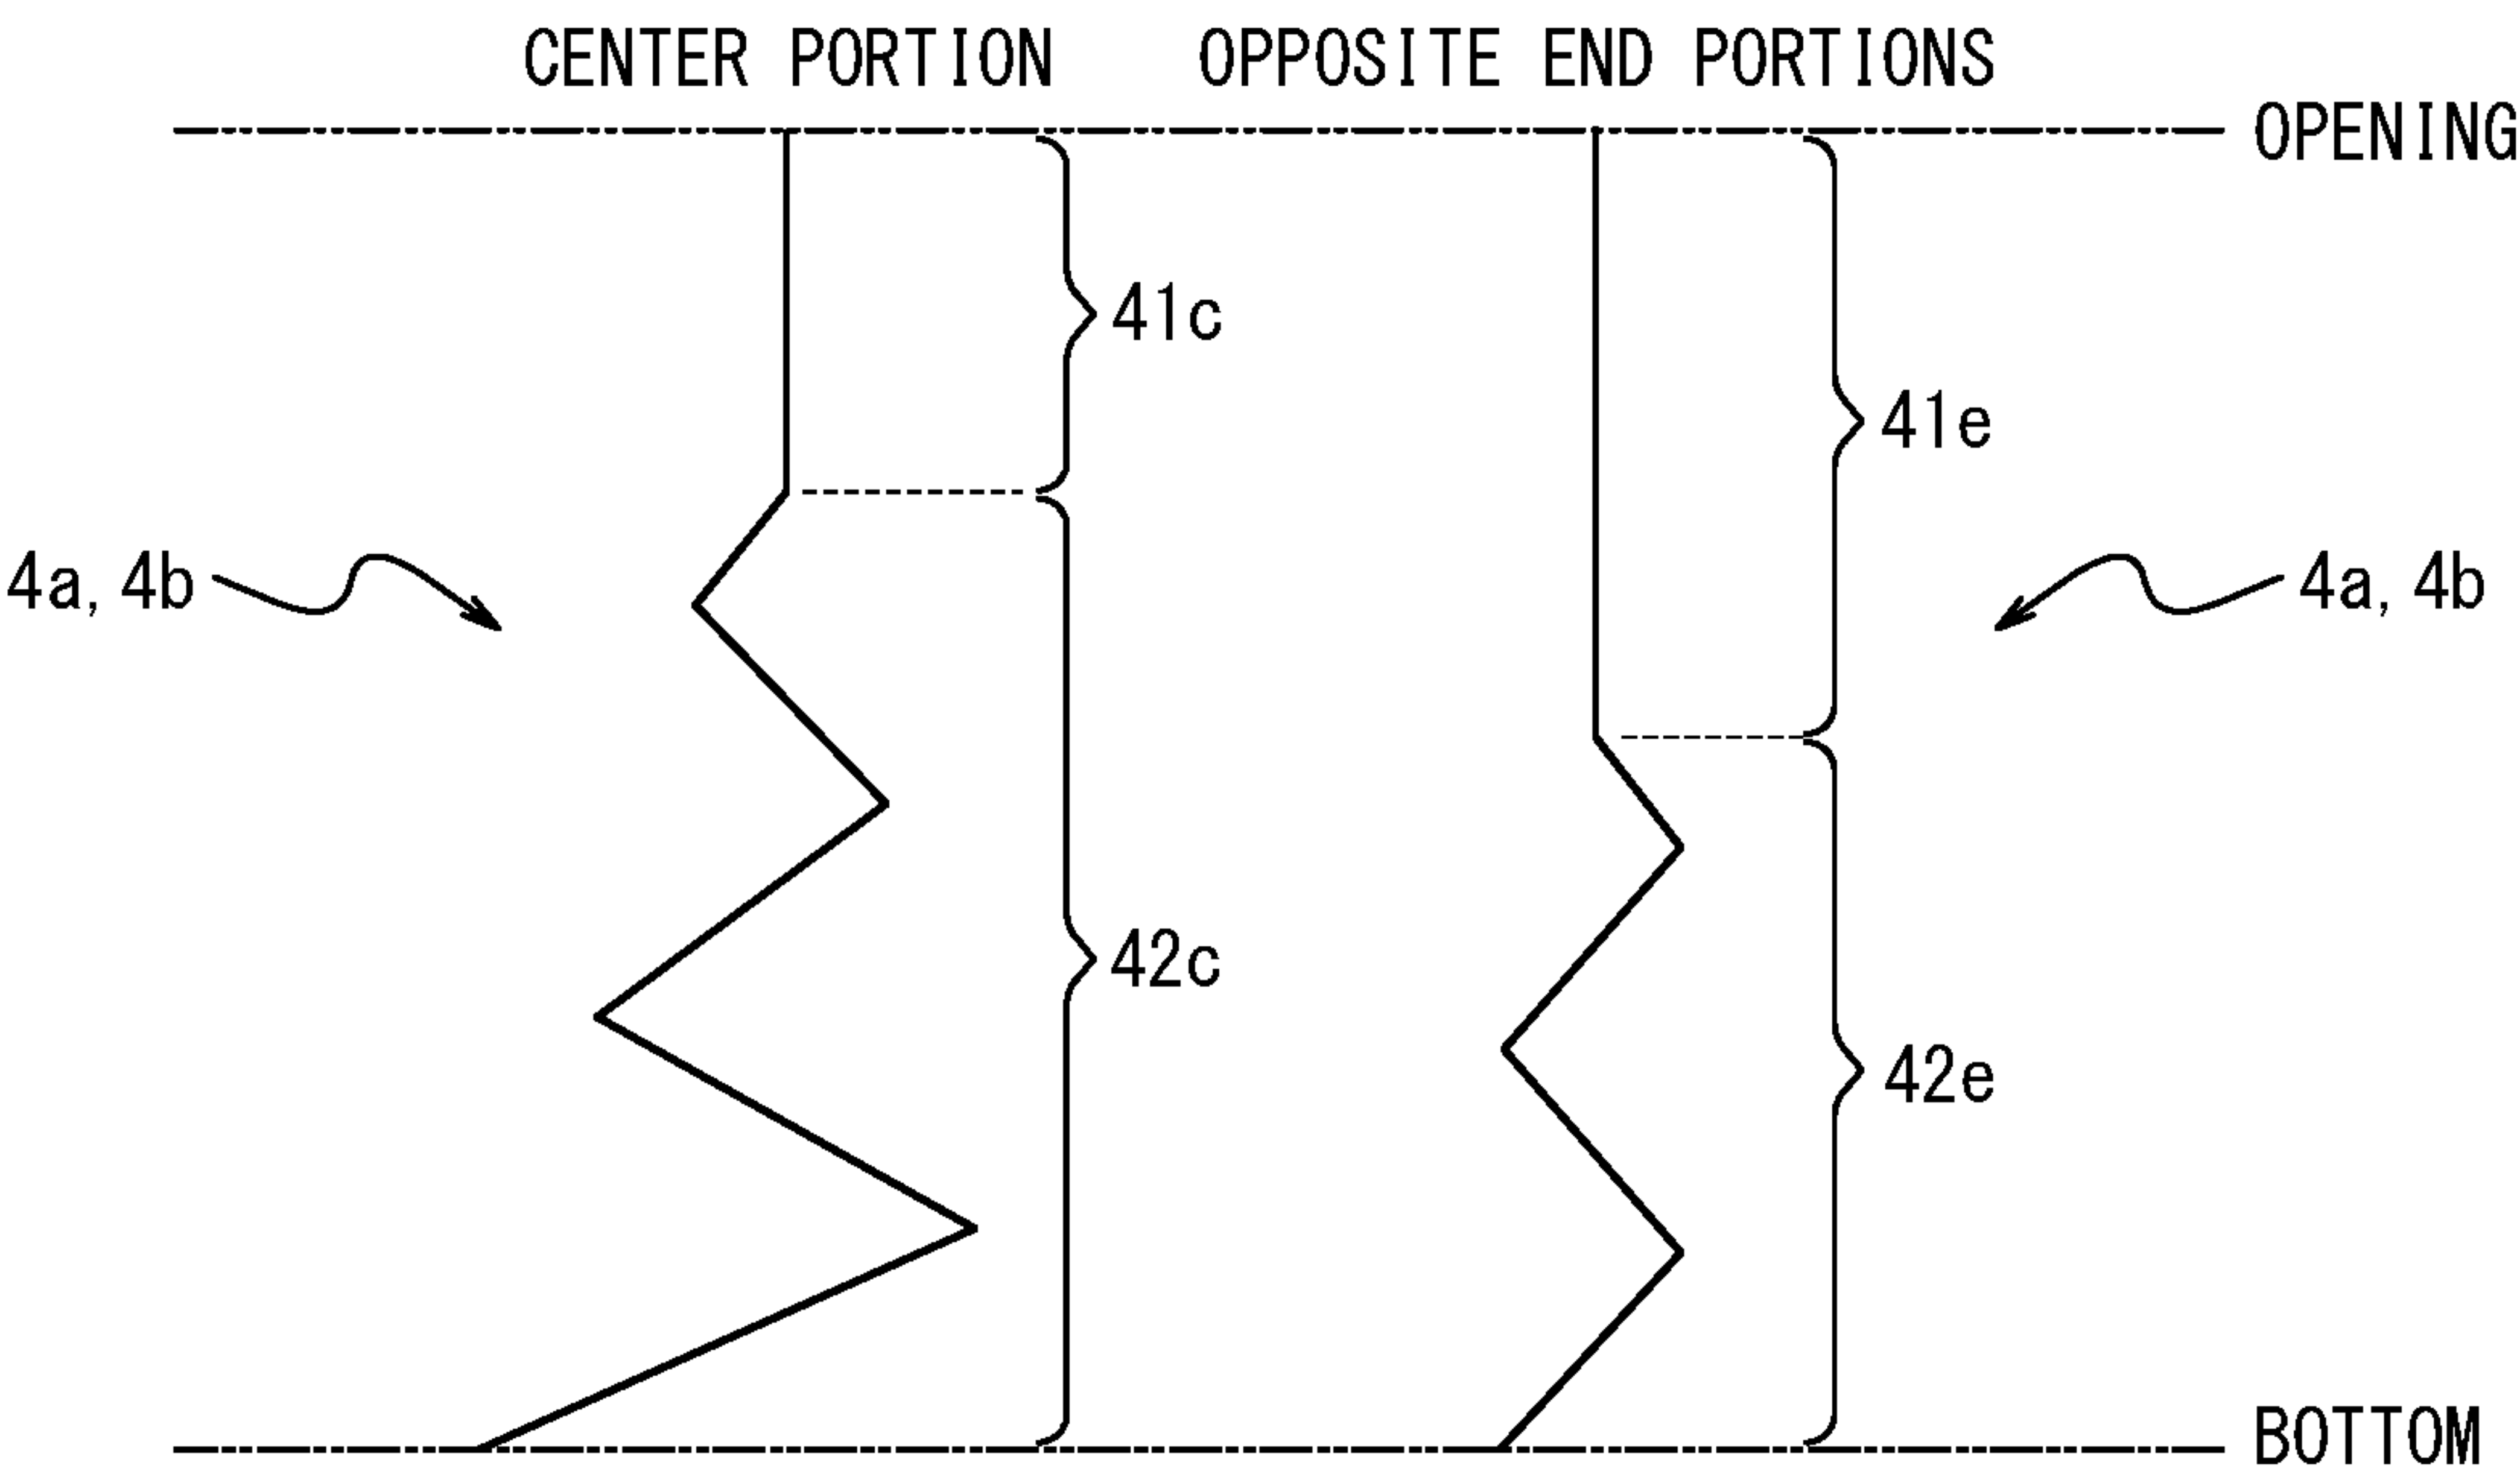 CENTER PORTION
OPPOSITE END PORTIONS
OPENING
41c
41e
4a, 4b
4a, 4b
42c
42e
BOTTOM